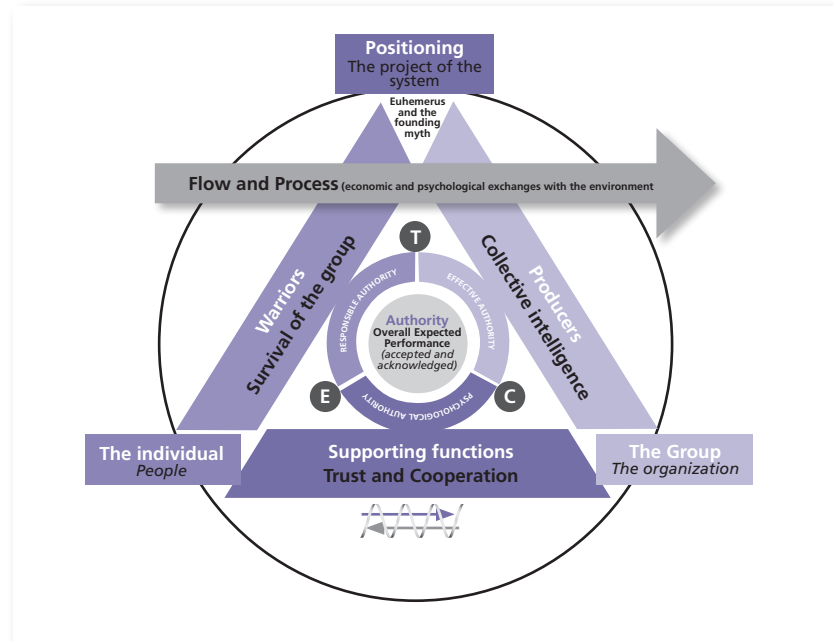 Positioning
The project of the
system
Euhemerus
and the
founding
myth
Flow and Process (economic and psychological exchanges with the environment
T
Warriors
Survival of the group
Producers
Collective intelligence
RESPONSIBLE AUTHORITY
EFFECTIVE AUTHORITY
Authority
Overall Expected
Performance
(accepted and
acknowledged)
PSYCHOLOGICAL AUTHORITY
E
C
The individual
People
Supporting functions
Trust and Cooperation
The Group
The organization